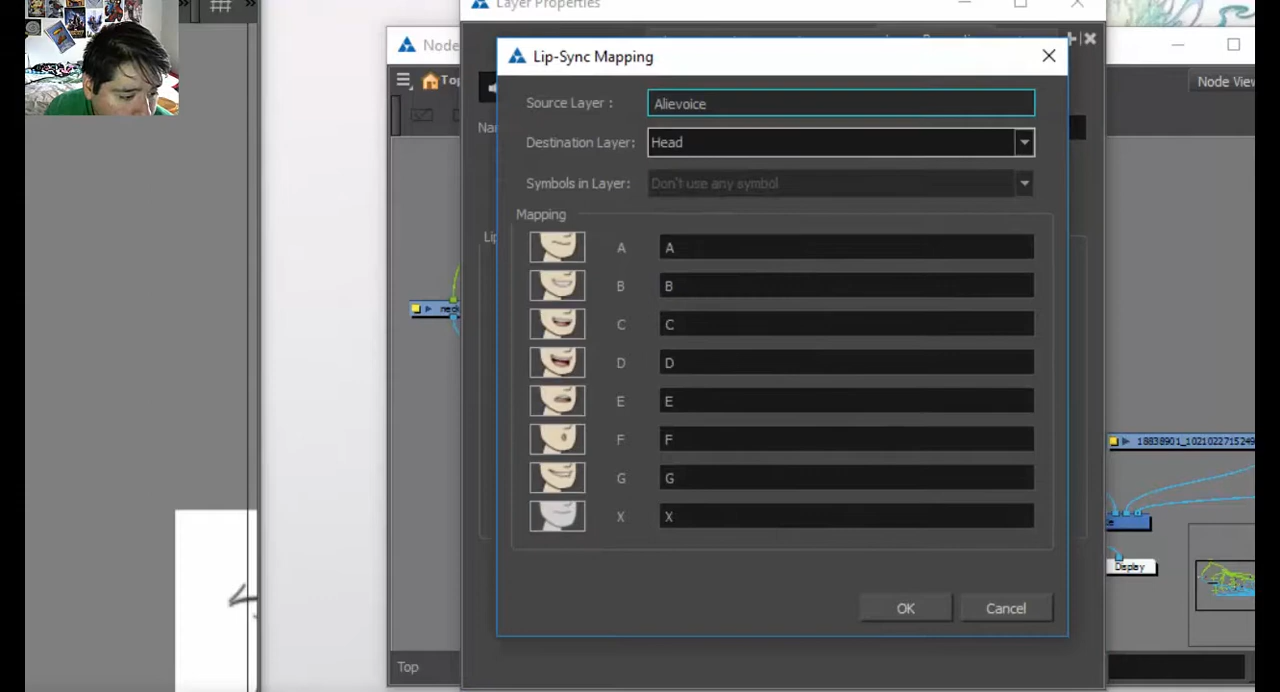 Layer Properties
Node
Top
Node View
Lip-Sync Mapping
Source Layer :
Alievoice
Destination Layer:
Head
Symbols in Layer:
Don't use any symbol
Mapping
A A
B B
C C
D D
E E
F F
G G
X X
OK
Cancel
Display
Top